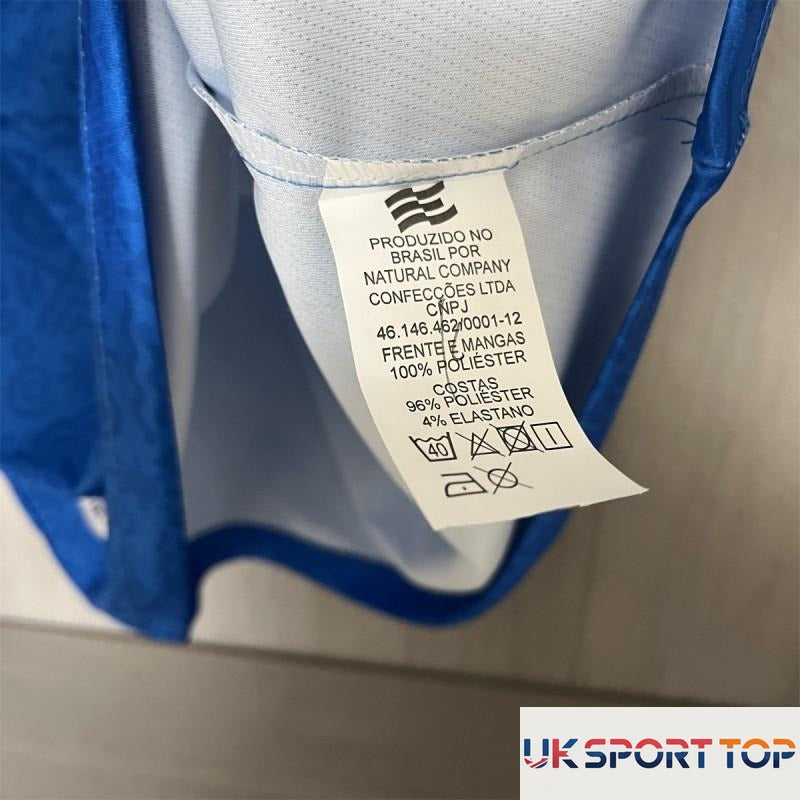 PRODUZIDO NO
BRASIL POR
NATURAL COMPANY
CONFECÇÕES LTDA
CNPJ
46.146.462/0001-12
FRENTE E MANGAS
100% POLIÉSTER
COSTAS
96% POLIÉSTER
4% ELASTANO
40
UK SPORT TOP